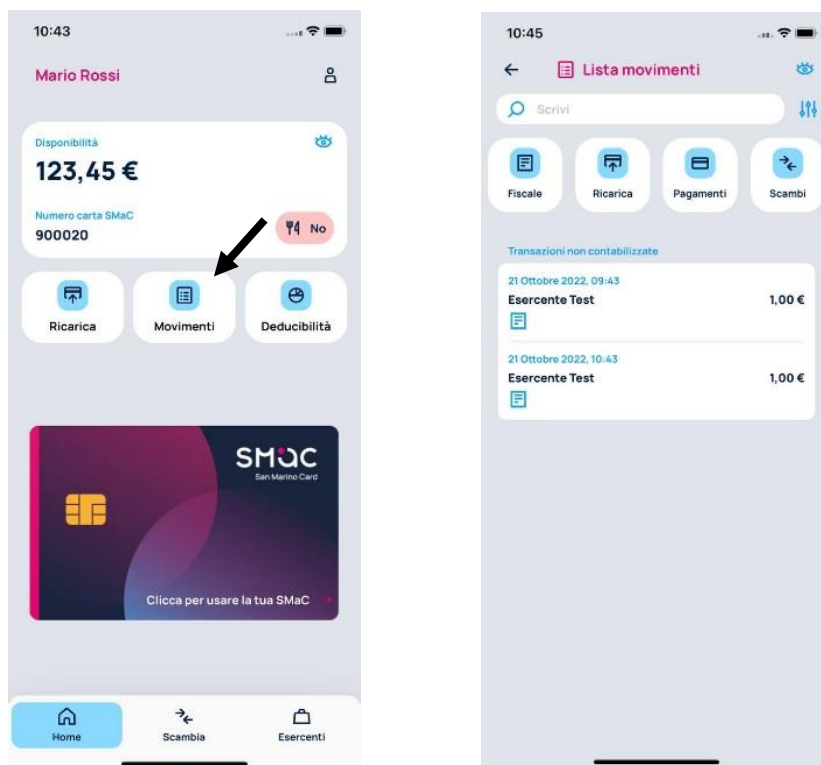 10:43
Mario Rossi
Disponibilità
123,45 €
Numero carta SMaC
900020
No
Ricarica
Movimenti
Deducibilità
SMaC
San Marino Card
Clicca per usare la tua SMaC
Home
Scambia
Esercenti
10:45
Lista movimenti
Scrivi
Fiscale
Ricarica
Pagamenti
Scambi
Transazioni non contabilizzate
21 Ottobre 2022, 09:43
Esercente Test
1,00 €
21 Ottobre 2022, 10:43
Esercente Test
1,00 €